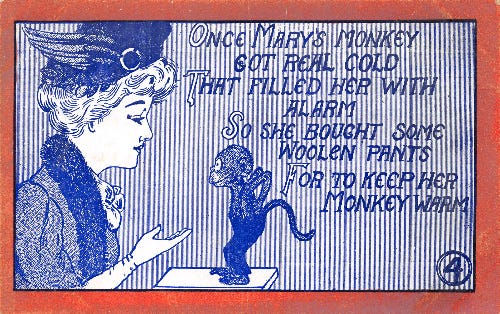 Once Mary's monkey
got real cold
That filled her with
alarm
So she bought some
woolen pants
For to keep her
monkey warm
4